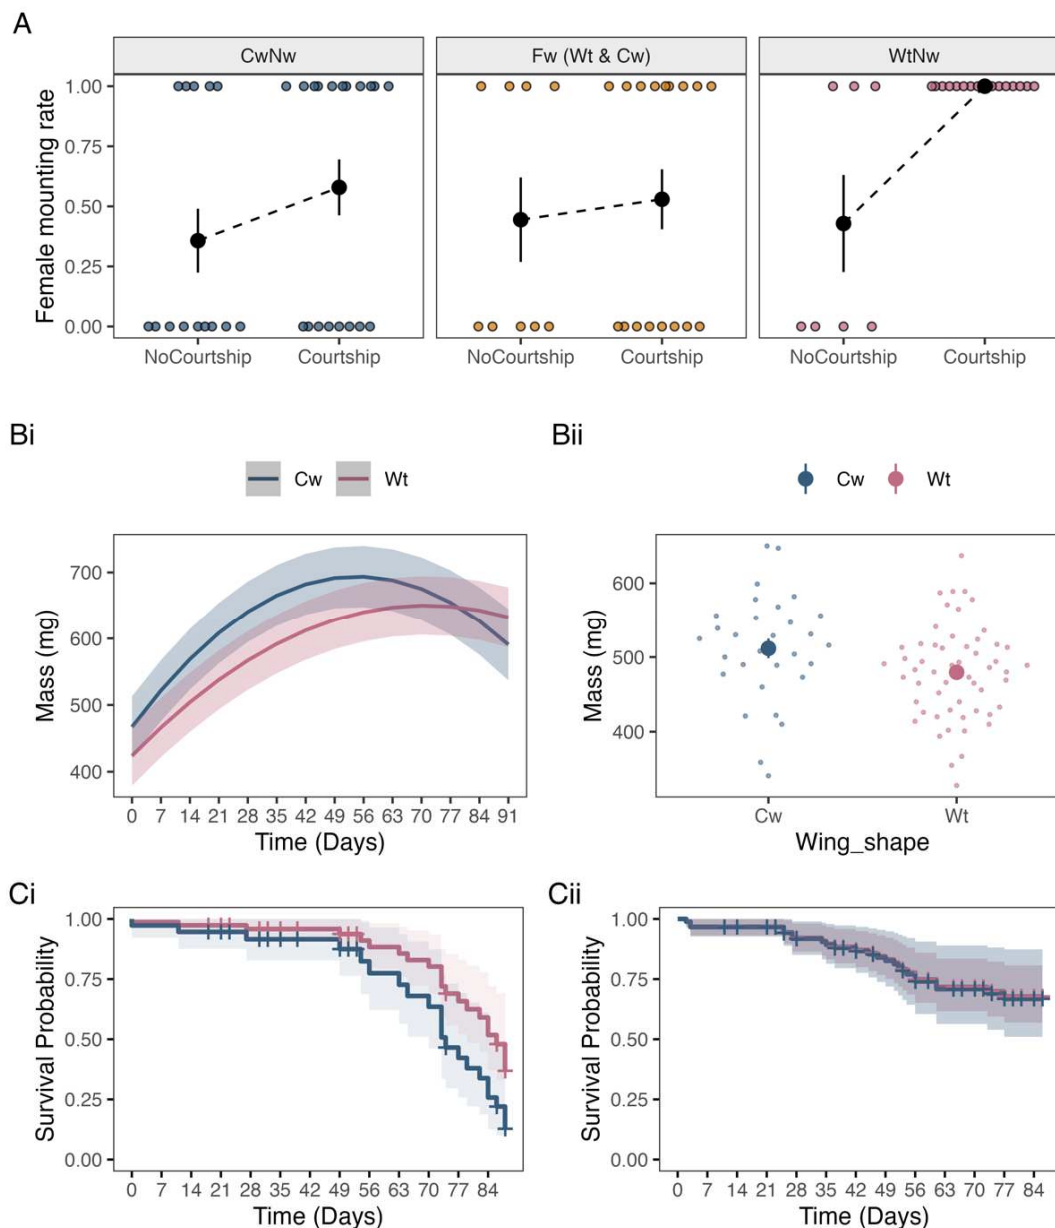 A
CwNw
Fw (Wt & Cw)
WtNw
Female mounting rate
1.00
0.75
0.50
0.25
0.00
NoCourtship
Courtship
NoCourtship
Courtship
NoCourtship
Courtship
Bi
Cw
Wt
Mass (mg)
700
600
500
400
0 7 14 21 28 35 42 49 56 63 70 77 84 91
Time (Days)
Bii
Cw
Wt
Mass (mg)
600
500
400
Cw
Wt
Wing_shape
Ci
Survival Probability
1.00
0.75
0.50
0.25
0.00
0 7 14 21 28 35 42 49 56 63 70 77 84
Time (Days)
Cii
Survival Probability
1.00
0.75
0.50
0.25
0.00
0 7 14 21 28 35 42 49 56 63 70 77 84
Time (Days)